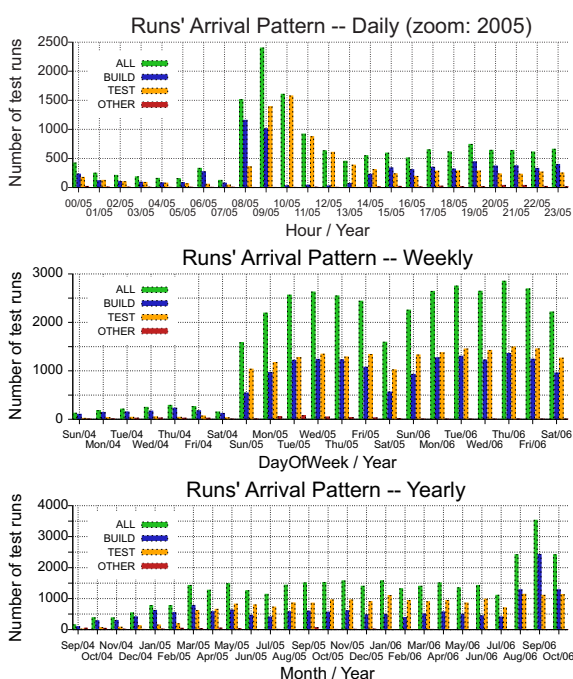 Runs' Arrival Pattern -- Daily (zoom: 2005)
Number of test runs
2500
2000
1500
1000
500
0
ALL
BUILD
TEST
OTHER
00/05 02/05 04/05 06/05 08/05 10/05 12/05 14/05 16/05 18/05 20/05 22/05
01/05 03/05 05/05 07/05 09/05 11/05 13/05 15/05 17/05 19/05 21/05 23/05
Hour / Year
Runs' Arrival Pattern -- Weekly
Number of test runs
3000
2000
1000
0
ALL
BUILD
TEST
OTHER
Sun/04 Tue/04 Thu/04 Sat/04 Mon/05 Wed/05 Fri/05 Sun/06 Tue/06 Thu/06 Sat/06
Mon/04 Wed/04 Fri/04 Sun/05 Tue/05 Thu/05 Sat/05 Mon/06 Wed/06 Fri/06
DayOfWeek / Year
Runs' Arrival Pattern -- Yearly
Number of test runs
4000
3000
2000
1000
0
ALL
BUILD
TEST
OTHER
Sep/04 Nov/04 Jan/05 Mar/05 May/05 Jul/05 Sep/05 Nov/05 Jan/06 Mar/06 May/06 Jul/06 Sep/06
Oct/04 Dec/04 Feb/05 Apr/05 Jun/05 Aug/05 Oct/05 Dec/05 Feb/06 Apr/06 Jun/06 Aug/06 Oct/06
Month / Year